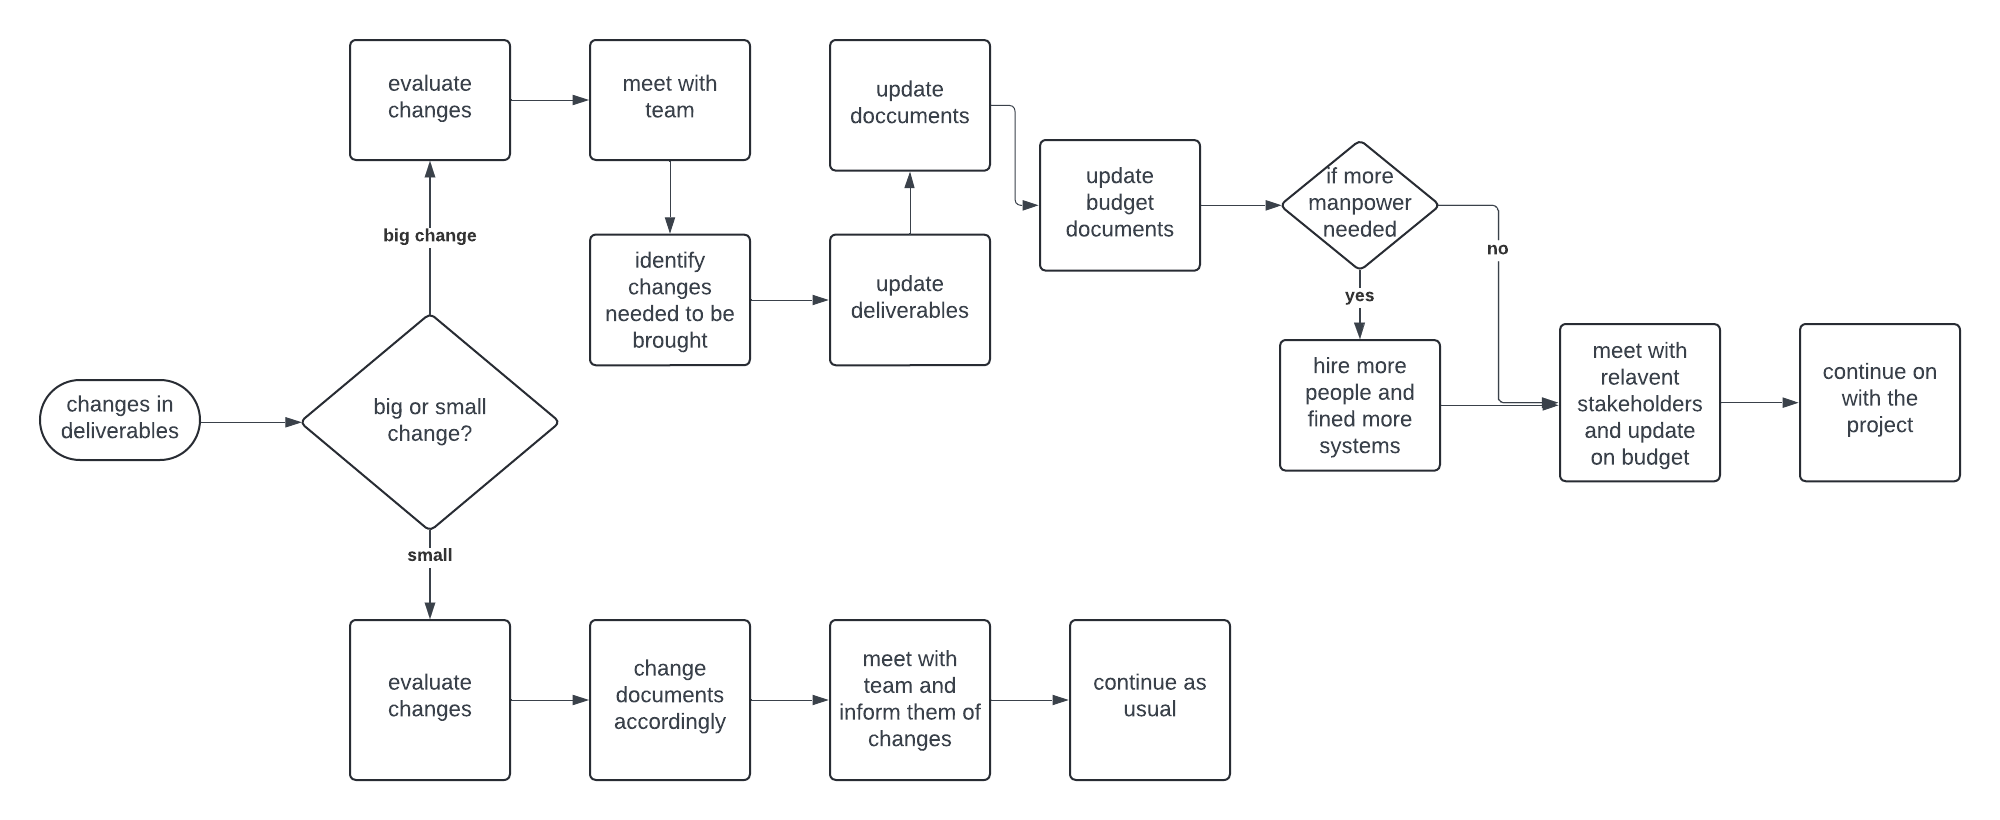 changes in
deliverables
big or small
change?
big change
evaluate
changes
meet with
team
identify
changes
needed to be
brought
update
deliverables
update
doccuments
update
budget
documents
if more
manpower
needed
yes
no
hire more
people and
fined more
systems
meet with
relavent
stakeholders
and update
on budget
continue on
with the
project
small
evaluate
changes
change
documents
accordingly
meet with
team and
inform them of
changes
continue as
usual